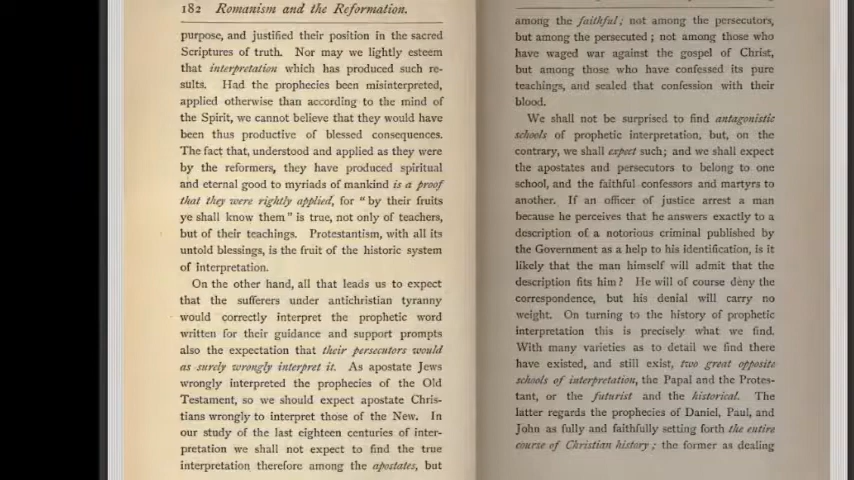 182 Romanism and the Reformation.
purpose, and justified their position in the sacred
Scriptures of truth. Nor may we lightly esteem
that interpretation which has produced such re-
sults. Had the prophecies been misinterpreted,
applied otherwise than according to the mind of
the Spirit, we cannot believe that they would have
been thus productive of blessed consequences.
The fact that, understood and applied as they were
by the reformers, they have produced spiritual
and eternal good to myriads of mankind is a proof
that they were rightly applied, for "by their fruits
ye shall know them" is true, not only of teachers,
but of their teachings. Protestantism, with all its
untold blessings, is the fruit of the historic system
of interpretation.
On the other hand, all that leads us to expect
that the sufferers under antichristian tyranny
would correctly interpret the prophetic word
written for their guidance and support prompts
also the expectation that their persecutors would
as surely wrongly interpret it. As apostate Jews
wrongly interpreted the prophecies of the Old
Testament, so we should expect apostate Chris-
tians wrongly to interpret those of the New. In
our study of the last eighteen centuries of inter-
pretation we shall not expect to find the true
interpretation therefore among the apostates, but
among the faithful; not among the persecutors,
but among the persecuted; not among those who
have waged war against the gospel of Christ,
but among those who have confessed its pure
teachings, and sealed that confession with their
blood.
We shall not be surprised to find antagonistic
schools of prophetic interpretation, but, on the
contrary, we shall expect such; and we shall expect
the apostates and persecutors to belong to one
school, and the faithful confessors and martyrs to
another. If an officer of justice arrest a man
because he perceives that he answers exactly to a
description of a notorious criminal published by
the Government as a help to his identification, is it
likely that the man himself will admit that the
description fits him? He will of course deny the
correspondence, but his denial will carry no
weight. On turning to the history of prophetic
interpretation this is precisely what we find.
With many varieties as to detail we find there
have existed, and still exist, two great opposite
schools of interpretation, the Papal and the Protes-
tant, or the futurist and the historical. The
latter regards the prophecies of Daniel, Paul, and
John as fully and faithfully setting forth the entire
course of Christian history; the former as dealing